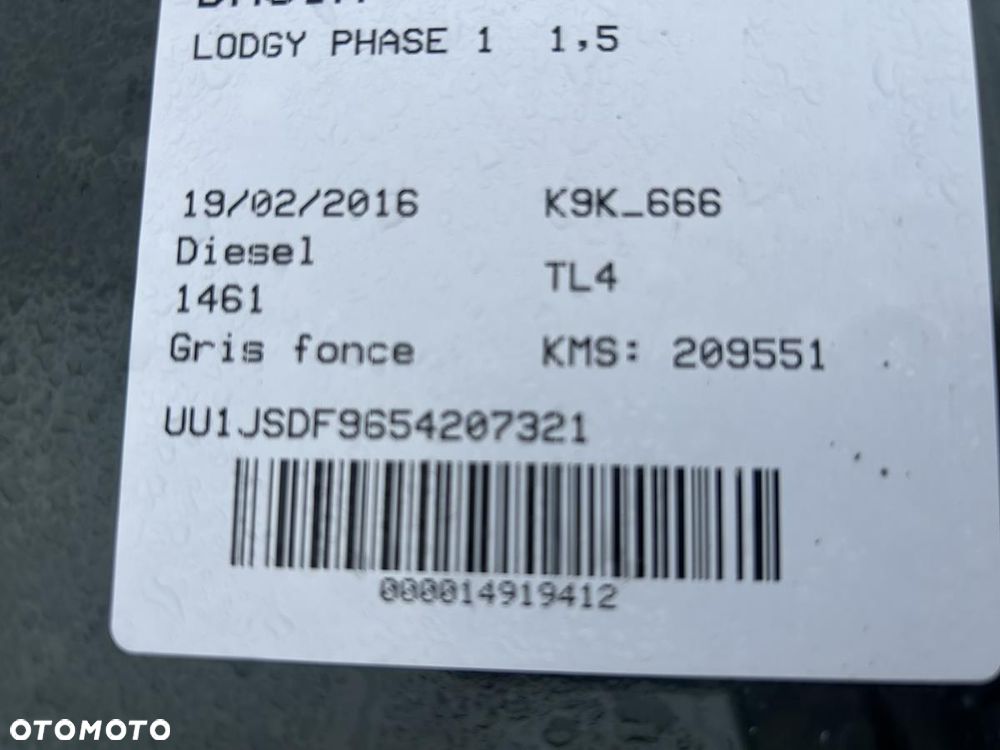 LODGY PHASE 1 1,5
19/02/2016 K9K_666
Diesel
TL4
1461
Gris fonce KMS: 209551
UU1JSDF9654207321
000014919412
OTOMOTO